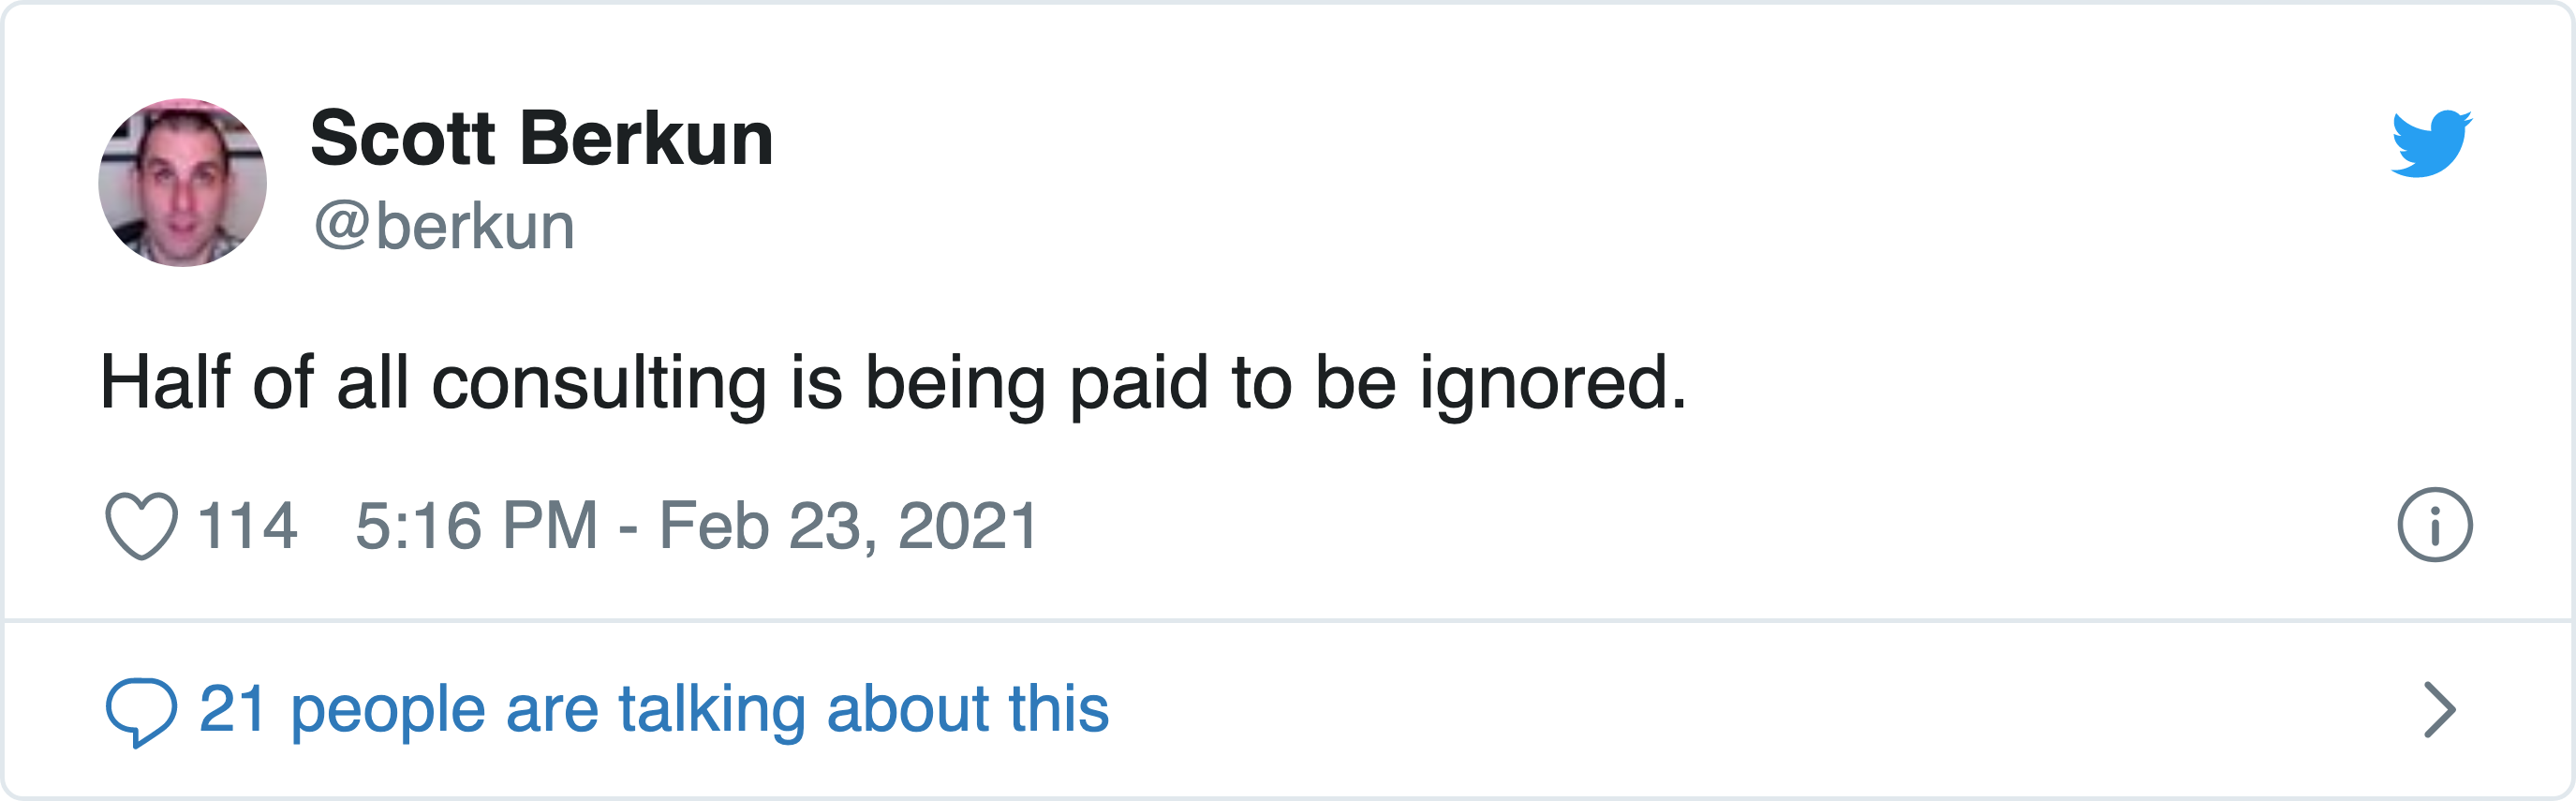 Scott Berkun
@berkun
Half of all consulting is being paid to be ignored.
114 5:16 PM - Feb 23, 2021
21 people are talking about this